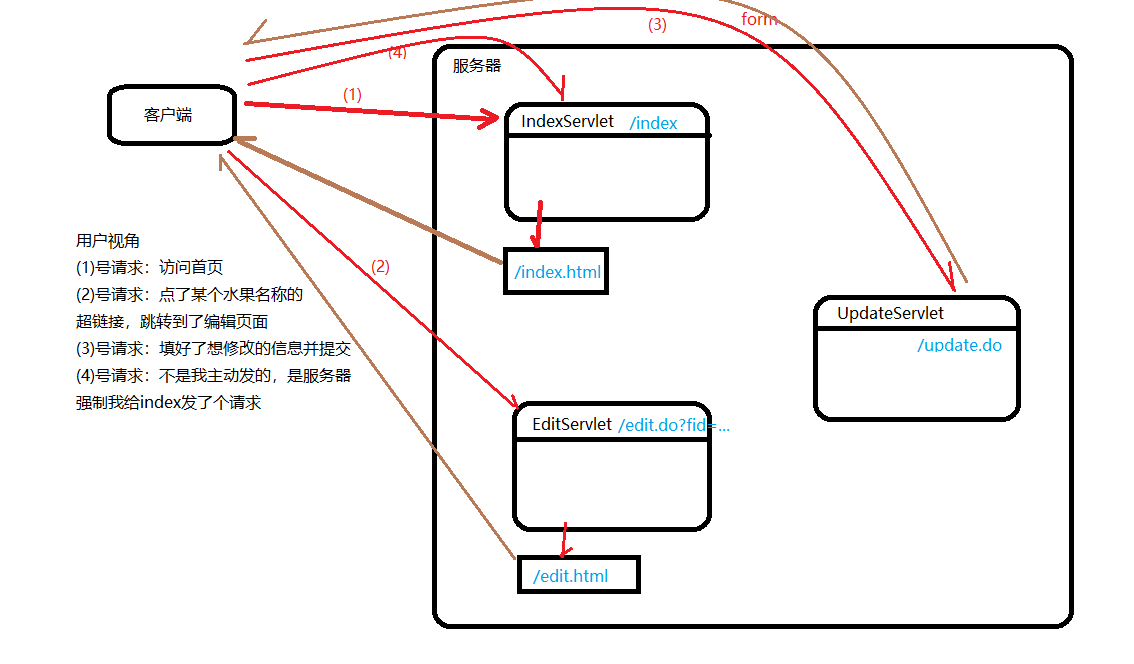 (3)
form
(4)
服务器
客户端
(1)
IndexServlet /index
/index.html
用户视角
(1)号请求：访问首页
(2)号请求：点了某个水果名称的
超链接，跳转到了编辑页面
(3)号请求：填好了想修改的信息并提交
(4)号请求：不是我主动发的，是服务器
强制我给index发了个请求
(2)
UpdateServlet
/update.do
EditServlet /edit.do?fid=...
/edit.html